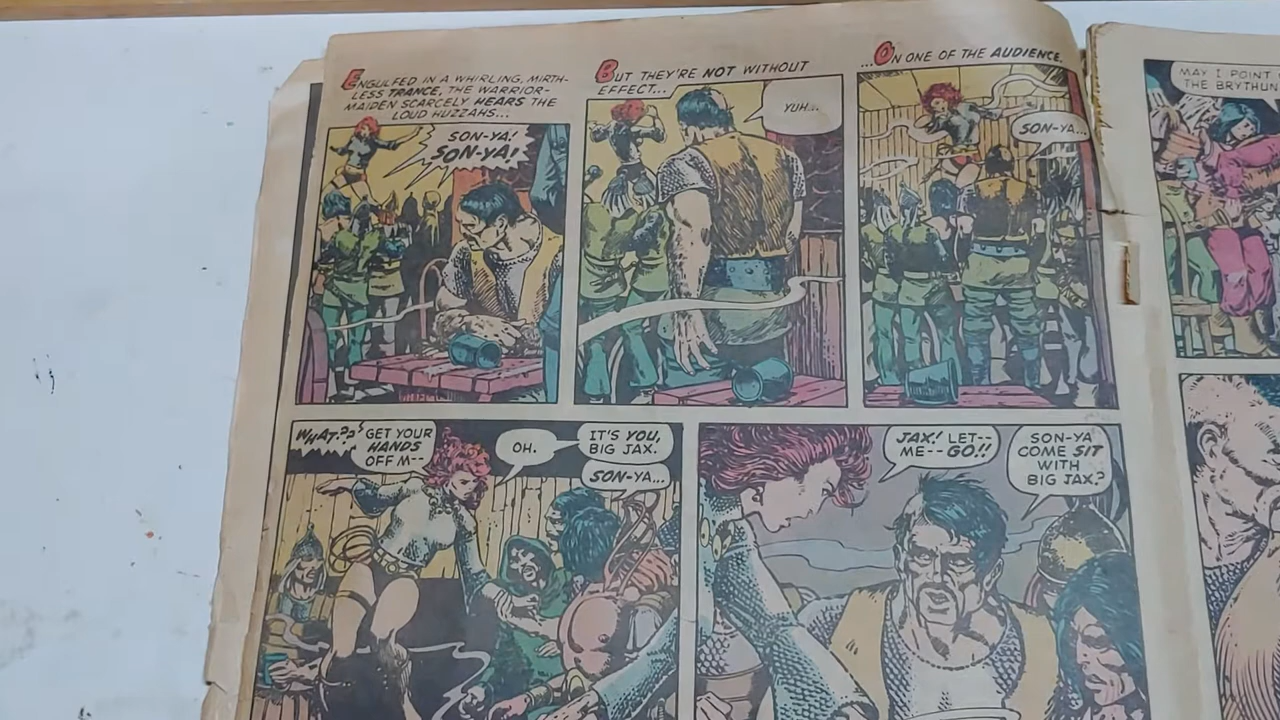 ENGULFED IN A WHIRLING, MIRTH-
LESS TRANCE, THE WARRIOR-
MAIDEN SCARCELY HEARS THE
LOUD HUZZAHS...
SON-YA!
SON-YA!
BUT THEY'RE NOT WITHOUT
EFFECT...
YUH...
...ON ONE OF THE AUDIENCE.
SON-YA...
WHAT??
GET YOUR
HANDS
OFF M--
OH.
IT'S YOU,
BIG JAX.
SON-YA...
JAX! LET--
ME--GO!!
SON-YA
COME SIT
WITH
BIG JAX?
MAY I POINT
THE BRYTHUN